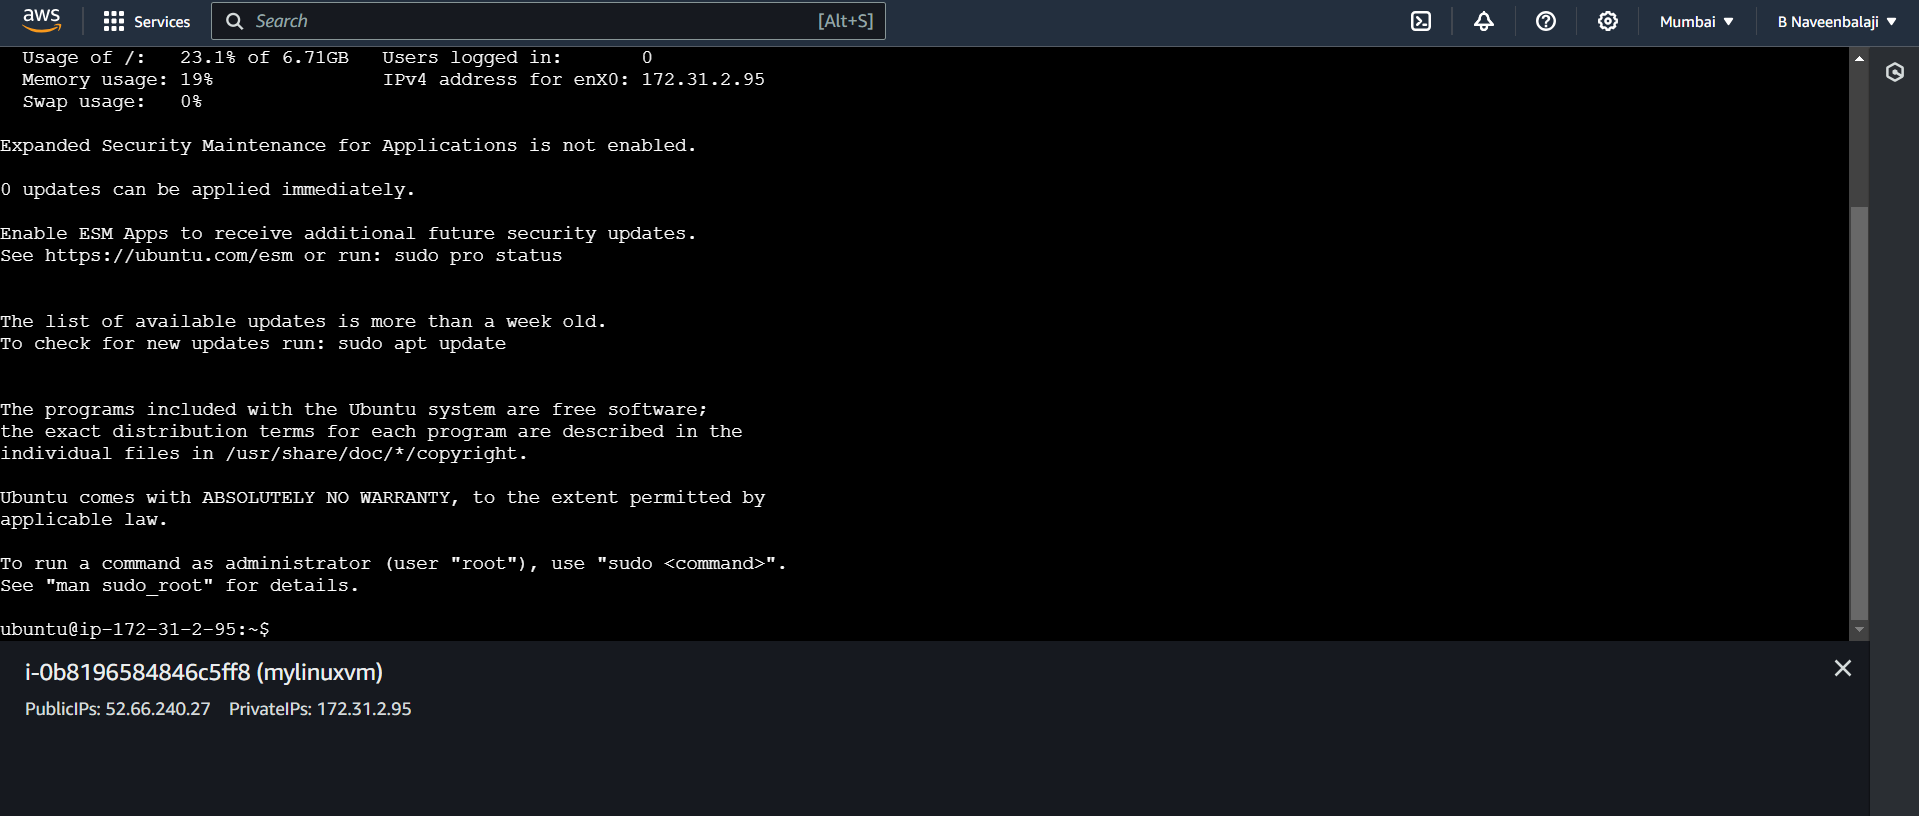 aws Services Search [Alt+S] Mumbai B Naveenbalaji
Usage of /: 23.1% of 6.71GB Users logged in: 0
Memory usage: 19% IPv4 address for enX0: 172.31.2.95
Swap usage: 0%
Expanded Security Maintenance for Applications is not enabled.
0 updates can be applied immediately.
Enable ESM Apps to receive additional future security updates.
See https://ubuntu.com/esm or run: sudo pro status
The list of available updates is more than a week old.
To check for new updates run: sudo apt update
The programs included with the Ubuntu system are free software;
the exact distribution terms for each program are described in the
individual files in /usr/share/doc/*/copyright.
Ubuntu comes with ABSOLUTELY NO WARRANTY, to the extent permitted by
applicable law.
To run a command as administrator (user "root"), use "sudo <command>".
See "man sudo_root" for details.
ubuntu@ip-172-31-2-95:~$
i-0b8196584846c5ff8 (mylinuxvm)
PublicIPs: 52.66.240.27 PrivateIPs: 172.31.2.95